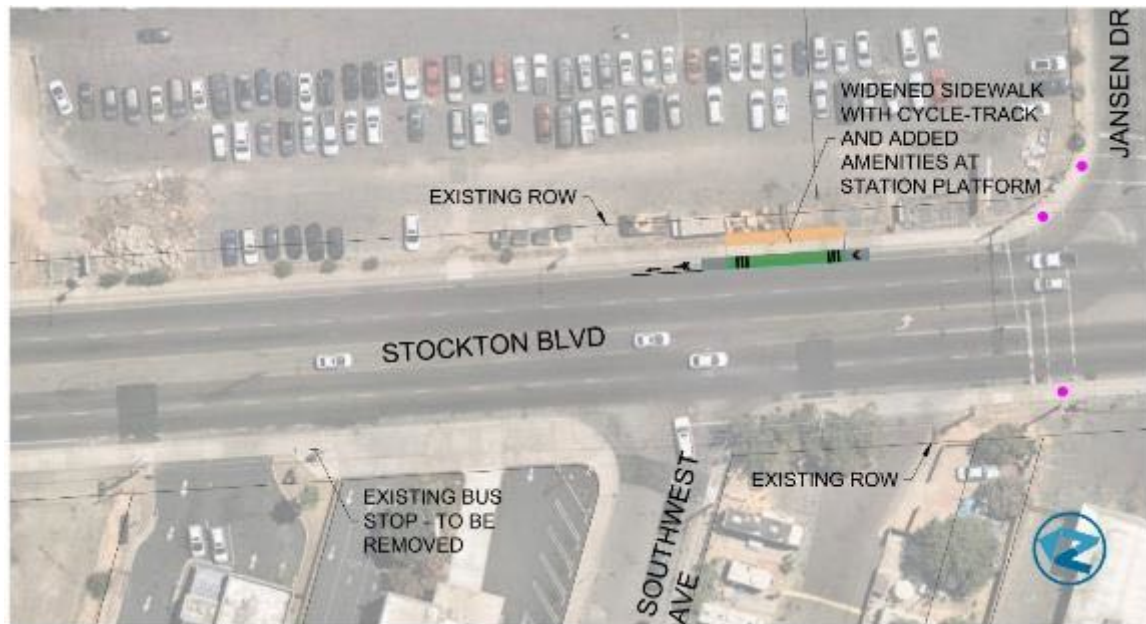 JANSEN DR
WIDENED SIDEWALK
WITH CYCLE-TRACK
AND ADDED
AMENITIES AT
STATION PLATFORM
EXISTING ROW
STOCKTON BLVD
EXISTING BUS
STOP - TO BE
REMOVED
SOUTHWEST
AVE
EXISTING ROW
N